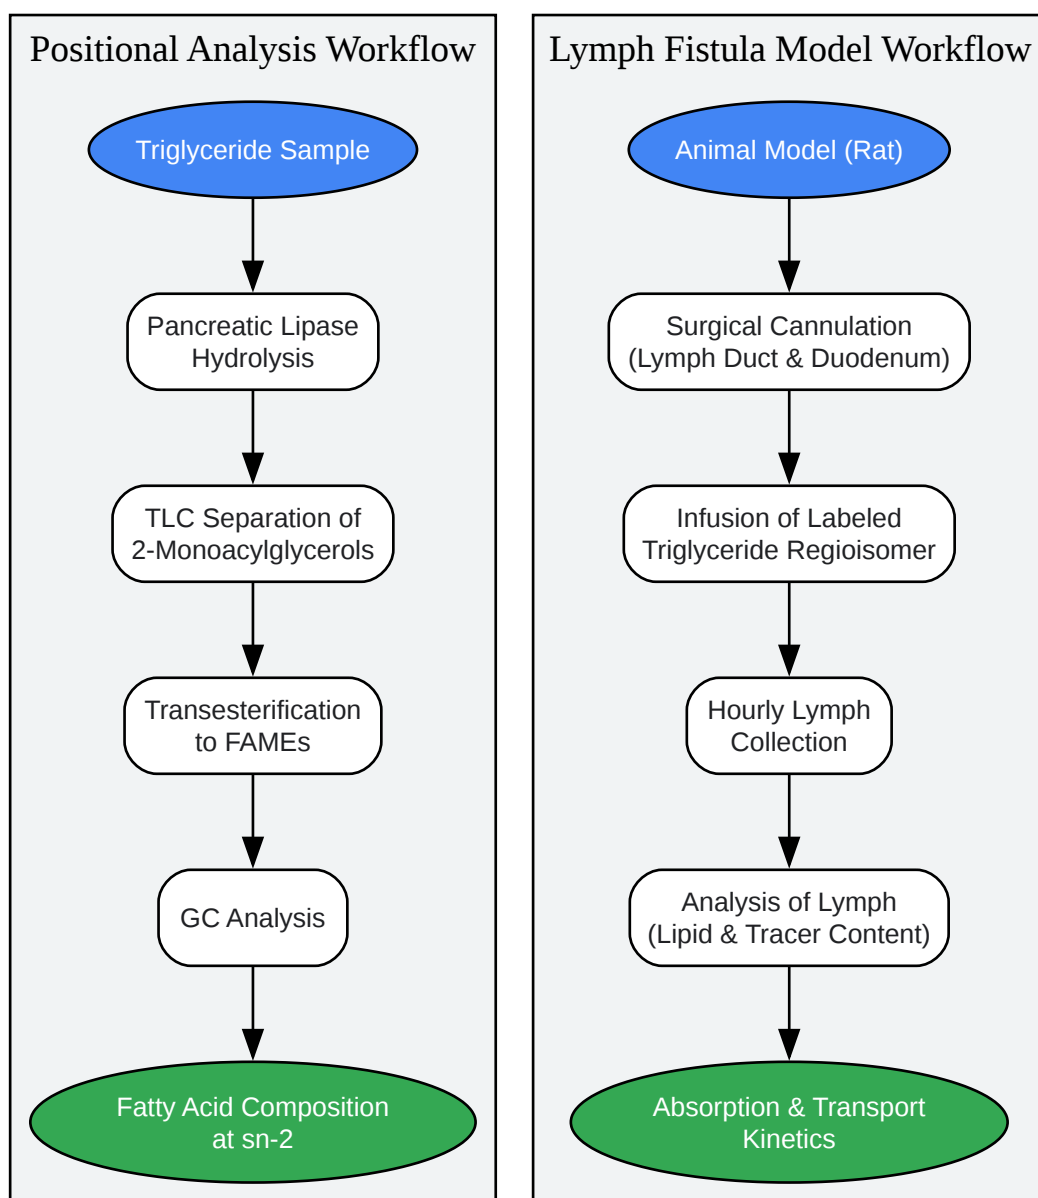 Positional Analysis Workflow
Triglyceride Sample
Pancreatic Lipase
Hydrolysis
TLC Separation of
2-Monoacylglycerols
Transesterification
to FAMEs
GC Analysis
Fatty Acid Composition
at sn-2
Lymph Fistula Model Workflow
Animal Model (Rat)
Surgical Cannulation
(Lymph Duct & Duodenum)
Infusion of Labeled
Triglyceride Regioisomer
Hourly Lymph
Collection
Analysis of Lymph
(Lipid & Tracer Content)
Absorption & Transport
Kinetics